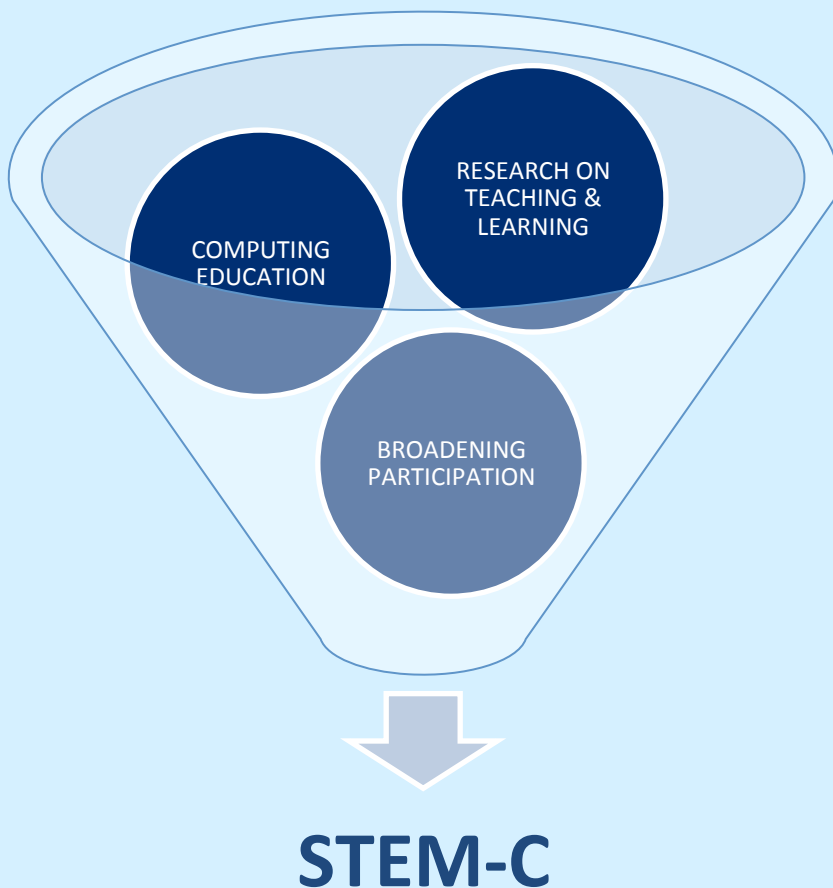 RESEARCH ON
TEACHING &
LEARNING
COMPUTING
EDUCATION
BROADENING
PARTICIPATION
STEM-C